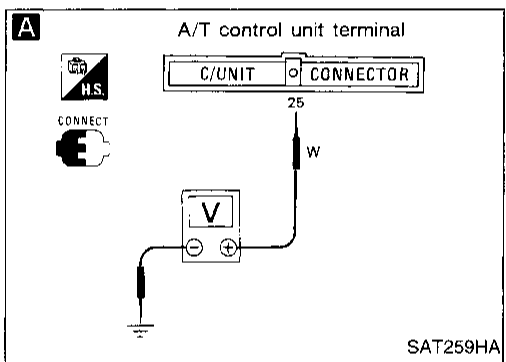 A
A/T control unit terminal
H.S.
C/UNIT CONNECTOR
25
CONNECT
W
V
SAT259HA